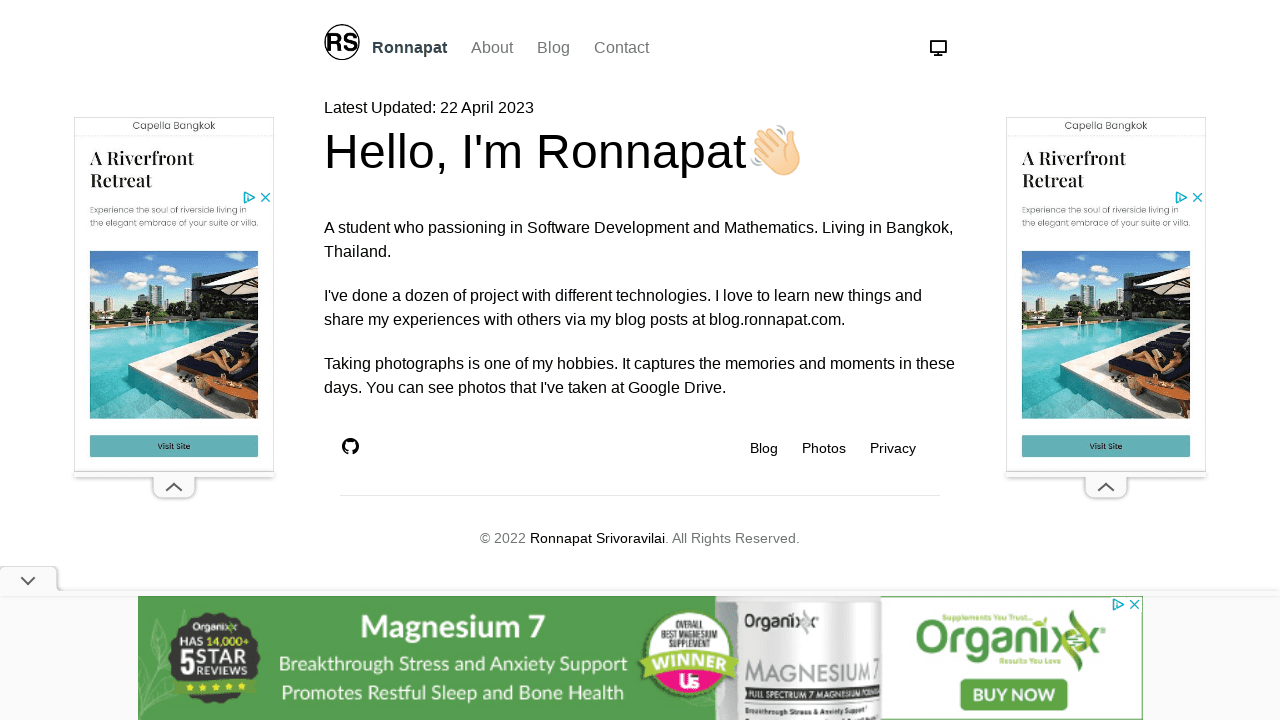 RS Ronnapat About Blog Contact
Latest Updated: 22 April 2023
Hello, I'm Ronnapat
A student who passioning in Software Development and Mathematics. Living in Bangkok,
Thailand.
I've done a dozen of project with different technologies. I love to learn new things and
share my experiences with others via my blog posts at blog.ronnapat.com.
Taking photographs is one of my hobbies. It captures the memories and moments in these
days. You can see photos that I've taken at Google Drive.
Blog Photos Privacy
© 2022 Ronnapat Srivoravilai. All Rights Reserved.
Capella Bangkok
A Riverfront
Retreat
Experience the soul of riverside living in
the elegant embrace of your suite or villa.
Visit Site
Capella Bangkok
A Riverfront
Retreat
Experience the soul of riverside living in
the elegant embrace of your suite or villa.
Visit Site
Organixx
HAS 14,000+
5 STAR
REVIEWS
Magnesium 7
Breakthrough Stress and Anxiety Support
Promotes Restful Sleep and Bone Health
OVERALL
BEST MAGNESIUM
SUPPLEMENT
WINNER
Us
Organixx
MAGNESIUM 7
FULL SPECTRUM 7 MAGNESIUM FORMULA
Breakthrough Stress & Anxiety Support
Supplements You Trust...
Organixx
Results You Love
BUY NOW